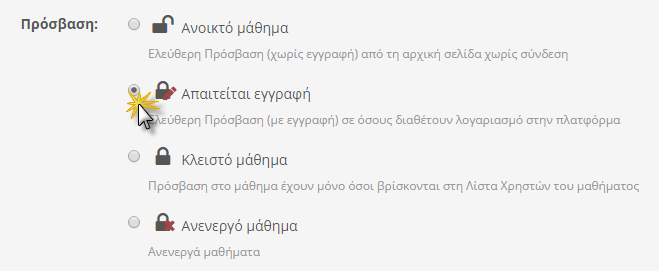 Πρόσβαση:
Ανοικτό μάθημα
Ελεύθερη Πρόσβαση (χωρίς εγγραφή) από τη αρχική σελίδα χωρίς σύνδεση
Απαιτείται εγγραφή
Ελεύθερη Πρόσβαση (με εγγραφή) σε όσους διαθέτουν λογαριασμό στην πλατφόρμα
Κλειστό μάθημα
Πρόσβαση στο μάθημα έχουν μόνο όσοι βρίσκονται στη Λίστα Χρηστών του μαθήματος
Ανενεργό μάθημα
Ανενεργά μαθήματα